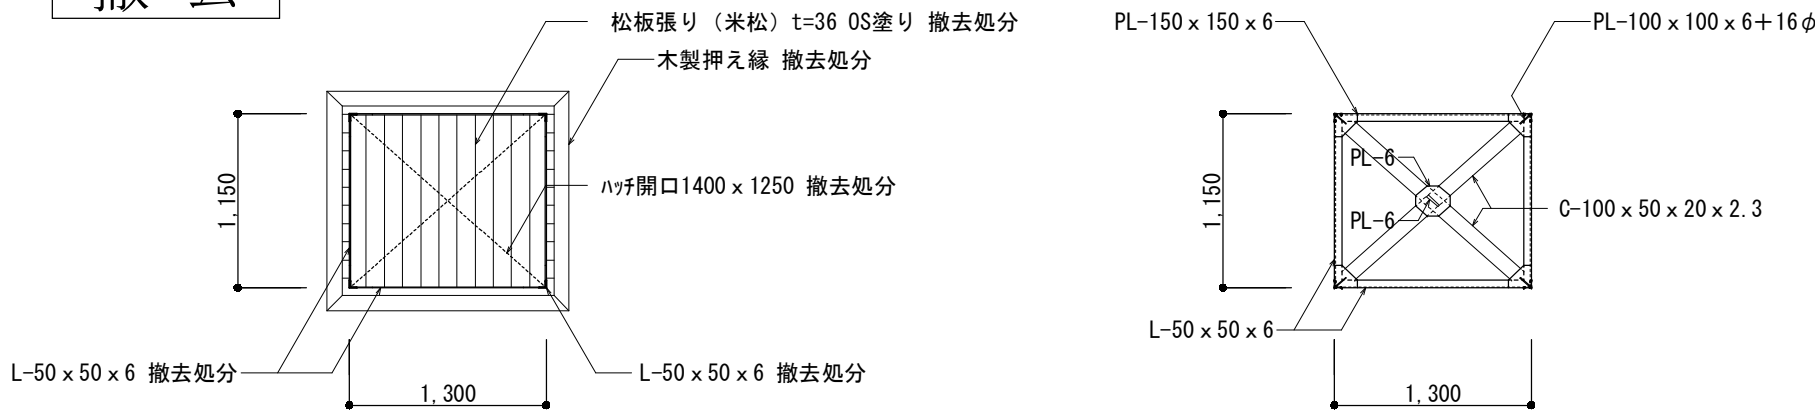 撤 去
松板張り（米松）t=36 OS塗り 撤去処分
木製押え縁 撤去処分
1,150
ハッチ開口1400x1250 撤去処分
L-50x50x6 撤去処分
L-50x50x6 撤去処分
1,300
PL-150x150x6
PL-100x100x6+16φ
1,150
PL-6
PL-6
C-100x50x20x2.3
L-50x50x6
1,300